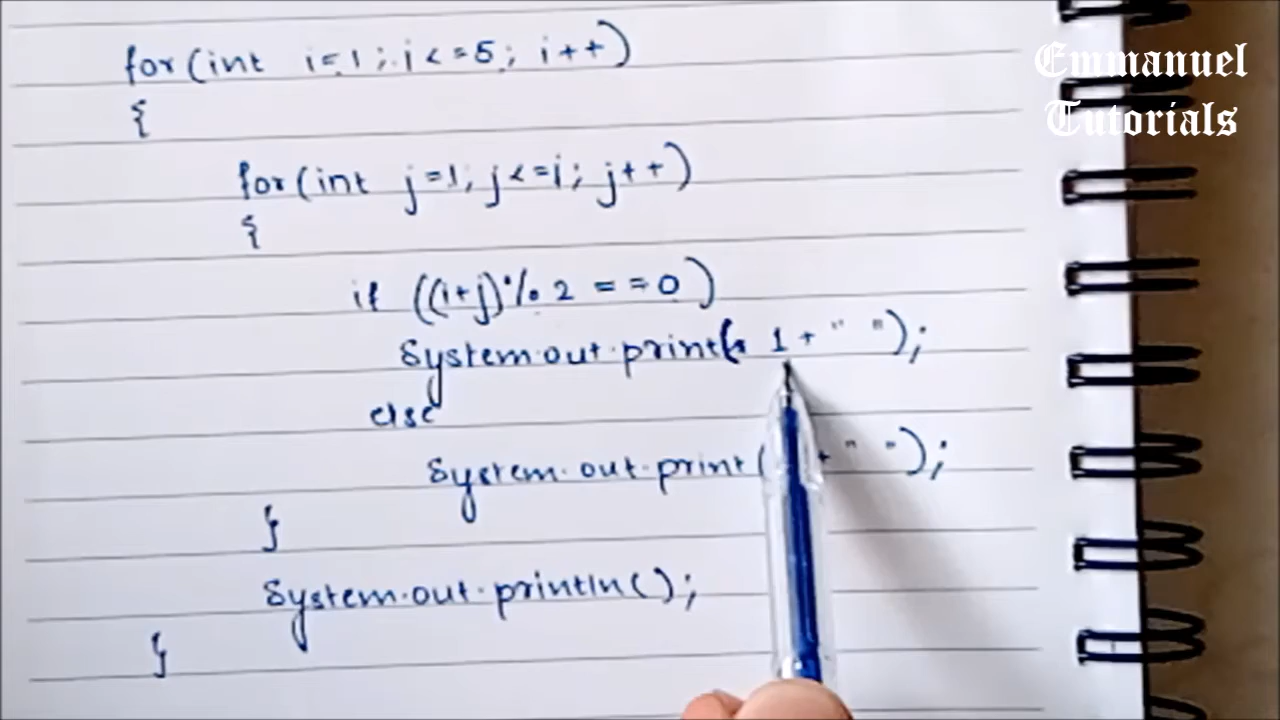 for(int i=1; i<=5; i++)
{
for(int j=1; j<=i; j++)
{
if ((i+j)%2 ==0)
System.out.print( 1+" ");
else
System.out.print( +" ");
}
System.out.println();
}
Emmanuel
Tutorials